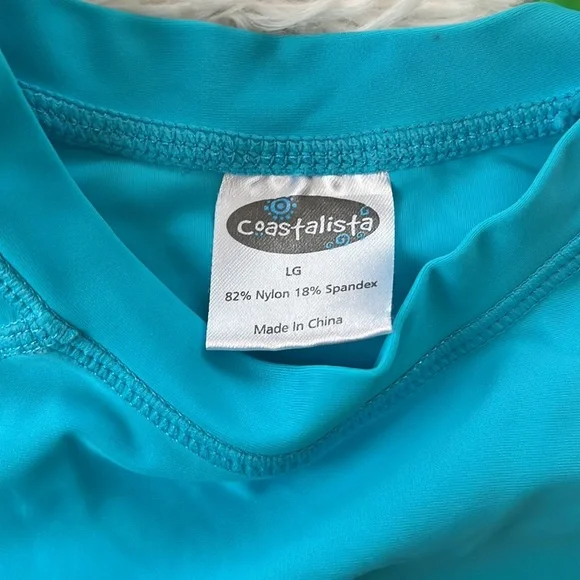 Coastalista
LG
82% Nylon 18% Spandex
Made In China